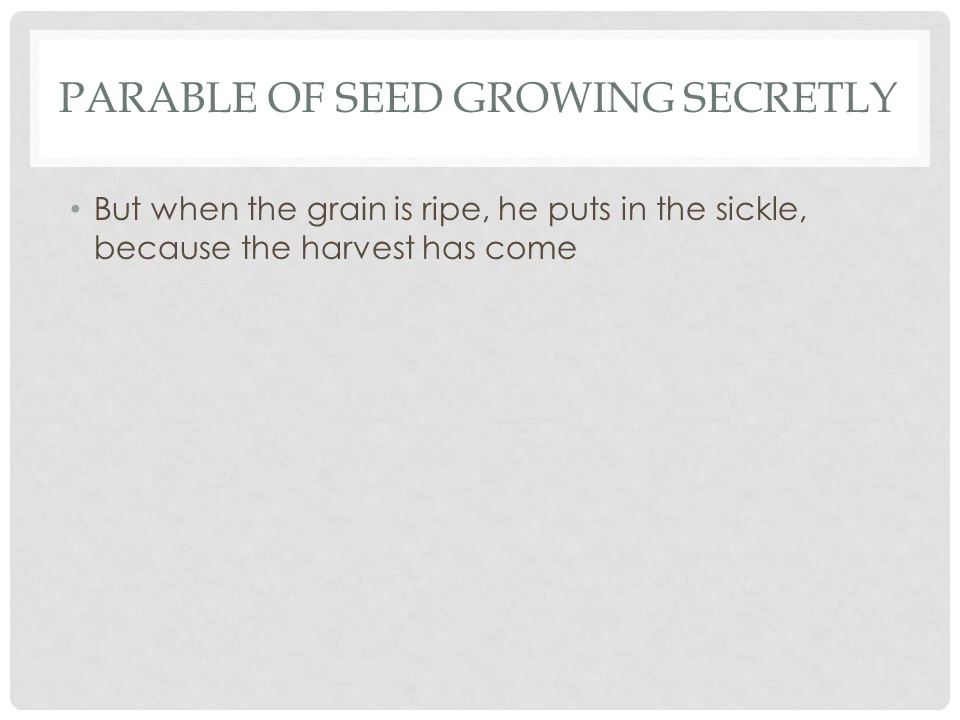 PARABLE OF SEED GROWING SECRETLY
• But when the grain is ripe, he puts in the sickle,
because the harvest has come